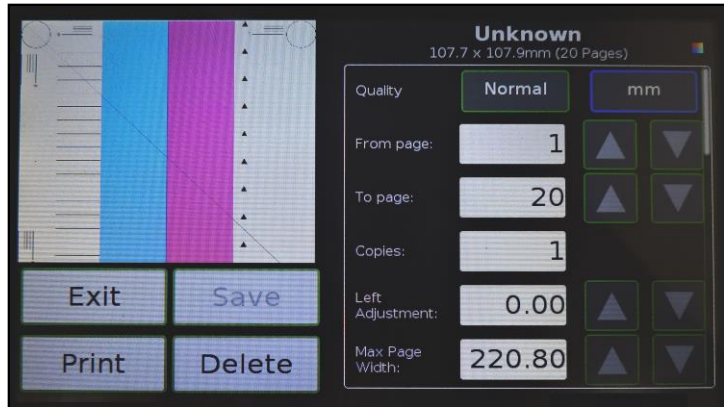 Unknown
107.7 x 107.9mm (20 Pages)
Quality
Normal
mm
From page:
1
To page:
20
Copies:
1
Left
Adjustment:
0.00
Max Page
Width:
220.80
Exit
Save
Print
Delete